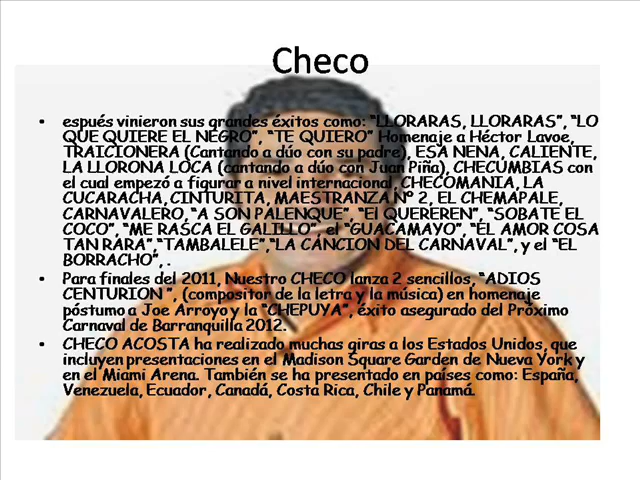 Checo
• espués vinieron sus grandes éxitos como: “LLORARAS, LLORARAS”, “LO
QUE QUIERE EL NEGRO”, “TE QUIERO” Homenaje a Héctor Lavoe,
TRAICIONERA (Cantando a dúo con su padre), ESA NENA, CALIENTE,
LA LLORONA LOCA (cantando a dúo con Juan Piña), CHECUMBIAS con
el cual empezó a figurar a nivel internacional, CHECOMANIA, LA
CUCARACHA, CINTURITA, MAESTRANZA Nº 2, EL CHEMAPALE,
CARNAVALERO, “A SON PALENQUE”, “El QUEREREN”, “SOBATE EL
COCO”, “ME RASCA EL GALILLO”, el “GUACAMAYO”, “EL AMOR COSA
TAN RARA”,“TAMBALELE”,“LA CANCION DEL CARNAVAL”, y el “EL
BORRACHO”, .
• Para finales del 2011, Nuestro CHECO lanza 2 sencillos, “ADIOS
CENTURION ”, (compositor de la letra y la música) en homenaje
póstumo a Joe Arroyo y la “CHEPUYA”, éxito asegurado del Próximo
Carnaval de Barranquilla 2012.
• CHECO ACOSTA ha realizado muchas giras a los Estados Unidos, que
incluyen presentaciones en el Madison Square Garden de Nueva York y
en el Miami Arena. También se ha presentado en países como: España,
Venezuela, Ecuador, Canadá, Costa Rica, Chile y Panamá.